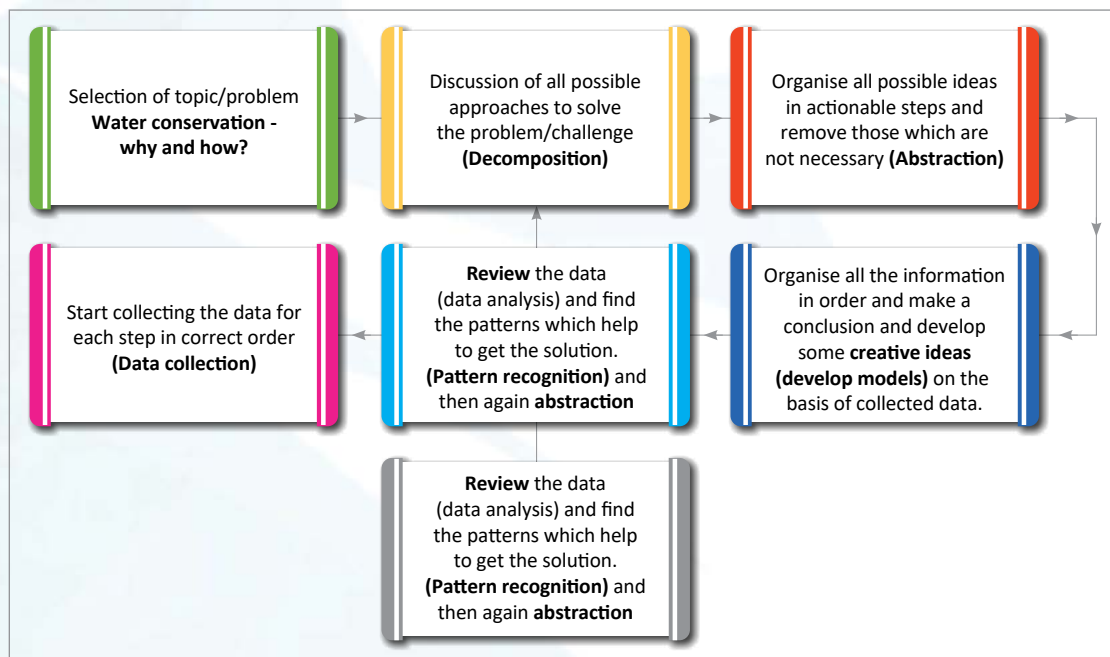 Selection of topic/problem
Water conservation -
why and how?
Discussion of all possible
approaches to solve
the problem/challenge
(Decomposition)
Organise all possible ideas
in actionable steps and
remove those which are
not necessary (Abstraction)
Start collecting the data for
each step in correct order
(Data collection)
Review the data
(data analysis) and find
the patterns which help
to get the solution.
(Pattern recognition) and
then again abstraction
Organise all the information
in order and make a
conclusion and develop
some creative ideas
(develop models) on the
basis of collected data.
Review the data
(data analysis) and find
the patterns which help
to get the solution.
(Pattern recognition) and
then again abstraction